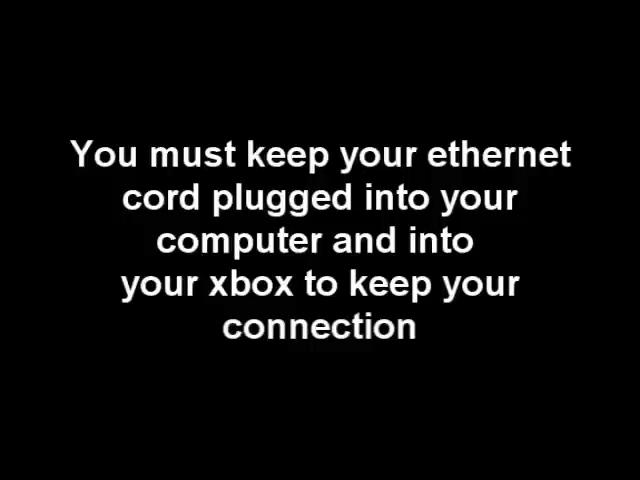 You must keep your ethernet
cord plugged into your
computer and into
your xbox to keep your
connection